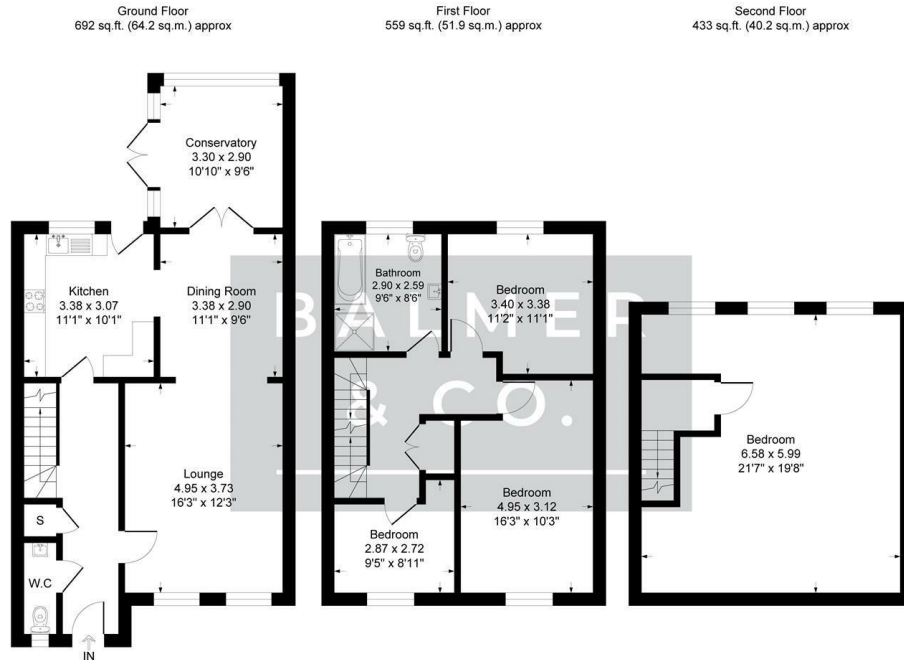 Ground Floor
692 sq.ft. (64.2 sq.m.) approx
First Floor
559 sq.ft. (51.9 sq.m.) approx
Second Floor
433 sq.ft. (40.2 sq.m.) approx
Conservatory
3.30 x 2.90
10'10" x 9'6"
Kitchen
3.38 x 3.07
11'1" x 10'1"
Dining Room
3.38 x 2.90
11'1" x 9'6"
Lounge
4.95 x 3.73
16'3" x 12'3"
S
W.C
IN
Bathroom
2.90 x 2.59
9'6" x 8'6"
Bedroom
3.40 x 3.38
11'2" x 11'1"
Bedroom
4.95 x 3.12
16'3" x 10'3"
Bedroom
2.87 x 2.72
9'5" x 8'11"
Bedroom
6.58 x 5.99
21'7" x 19'8"
BALMER
& CO.